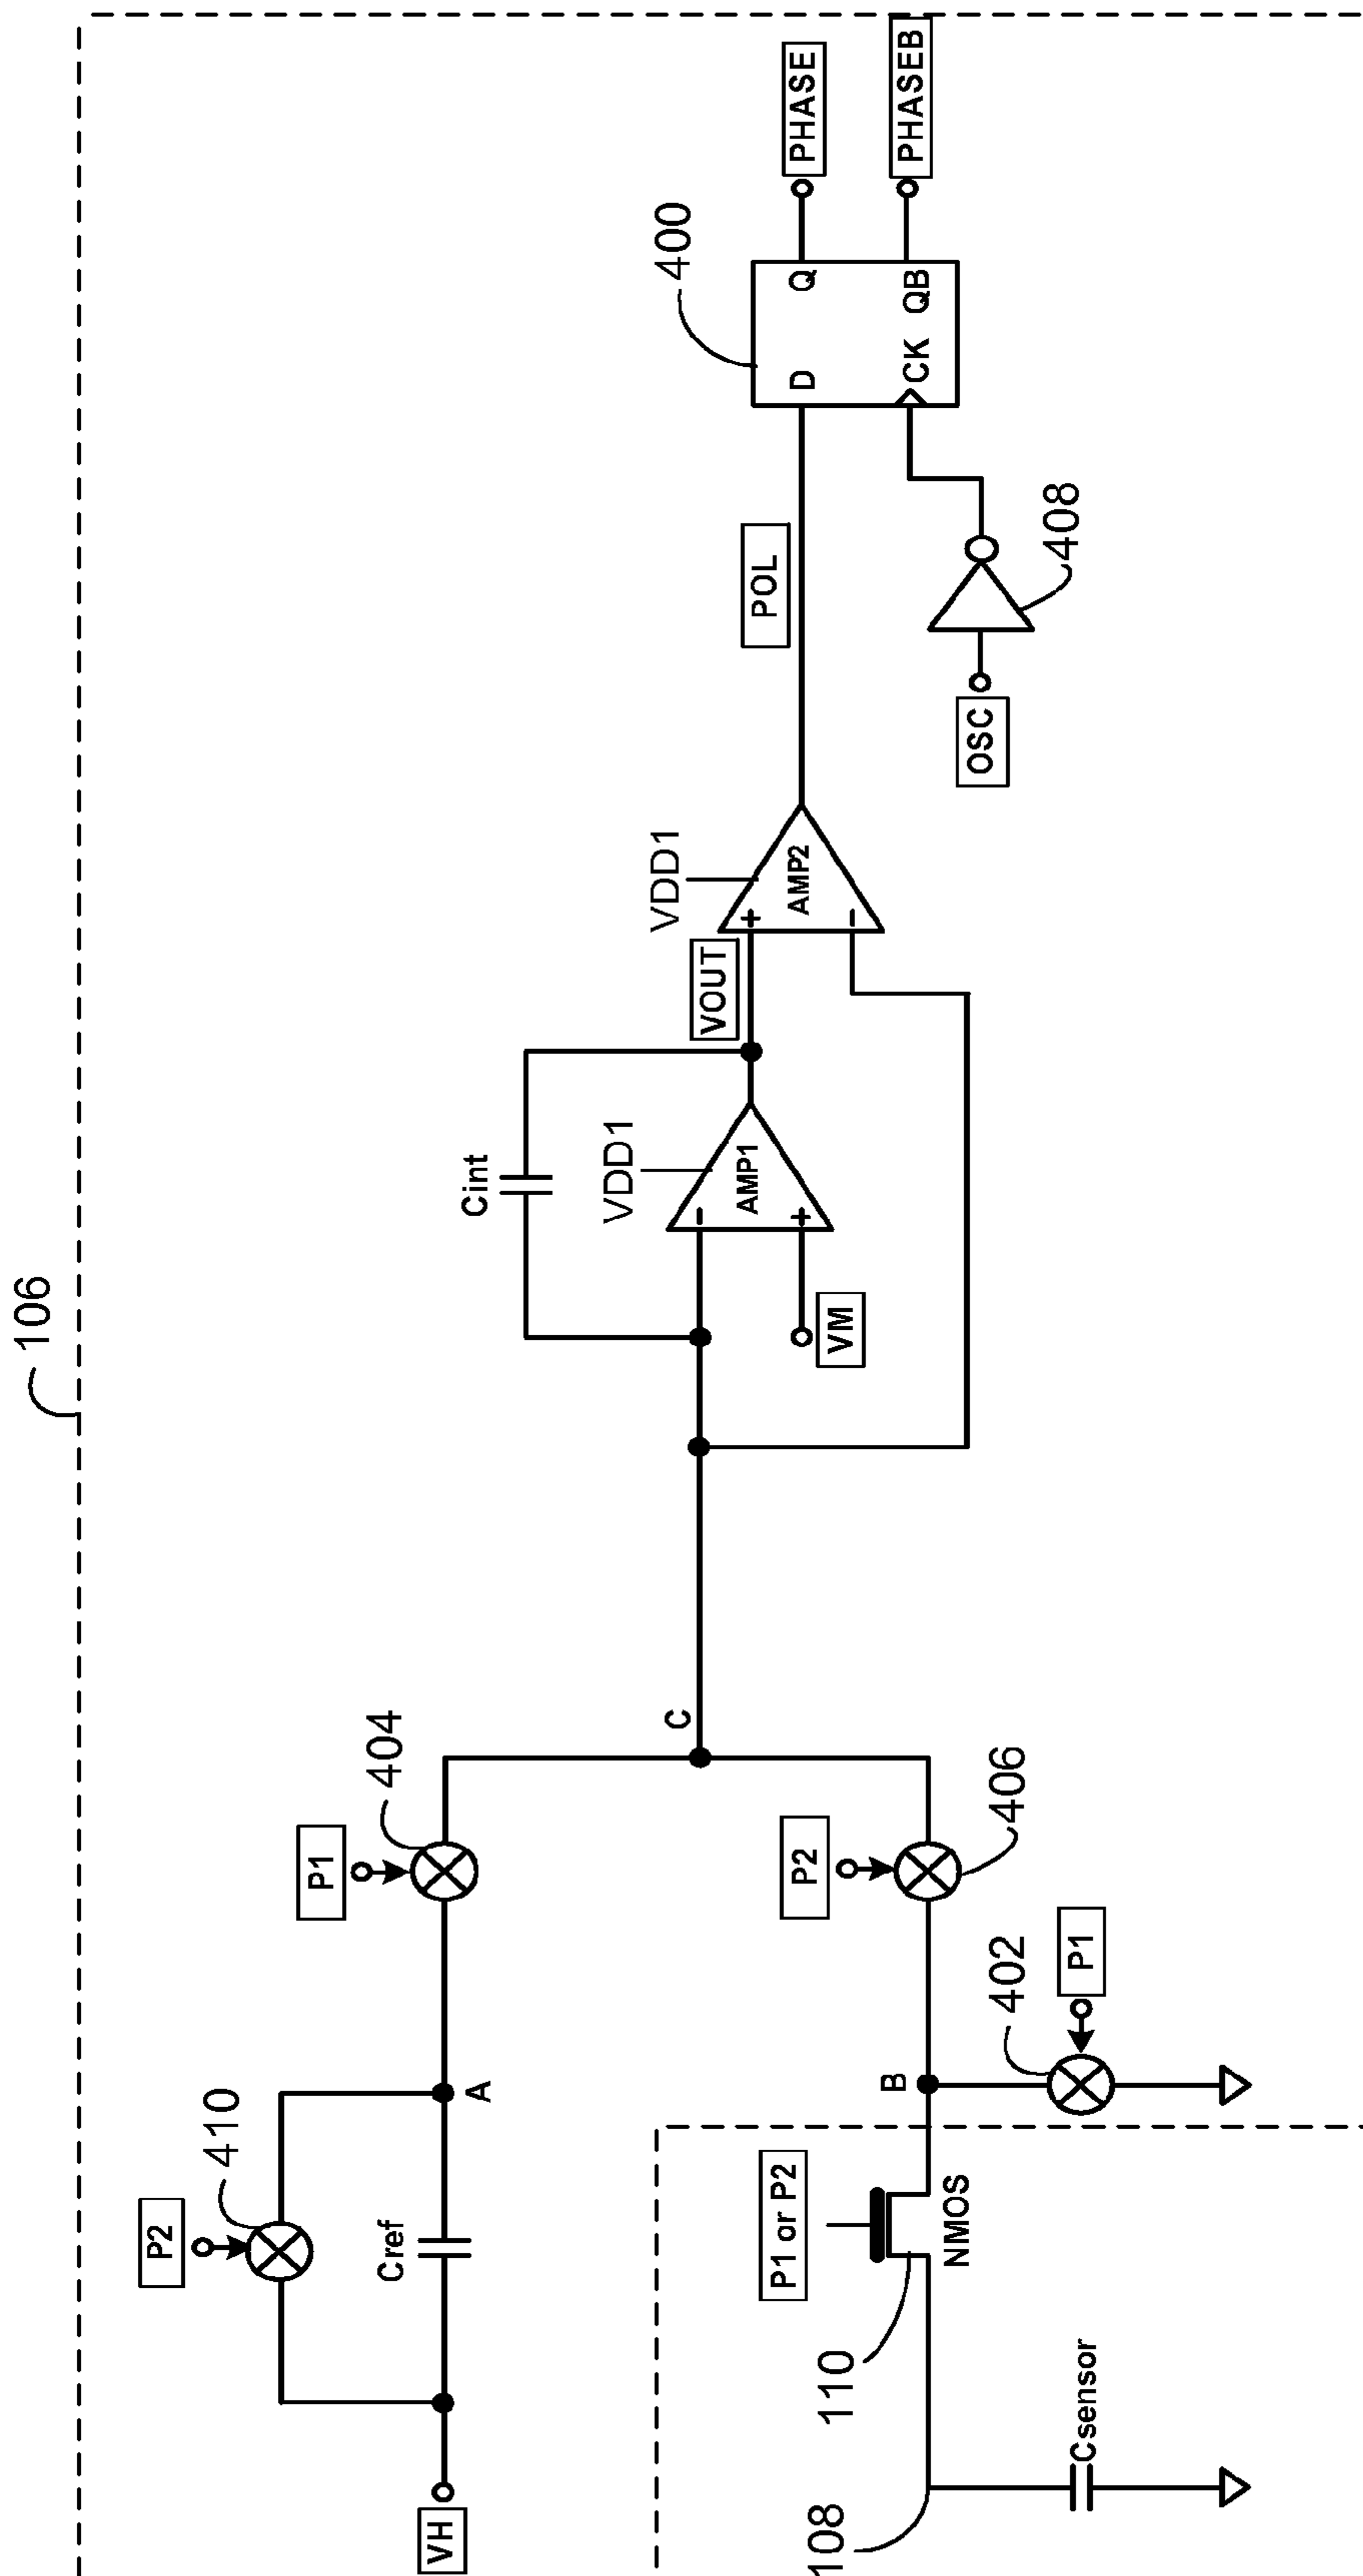 106
P2
410
VH
Cref
A
P1
404
C
P2
406
P1 or P2
110
NMOS
B
402
P1
108
Csensor
Cint
VDD1
AMP1
-
+
VM
VOUT
VDD1
AMP2
+
-
POL
OSC
408
400
D
Q
CK
QB
PHASE
PHASEB